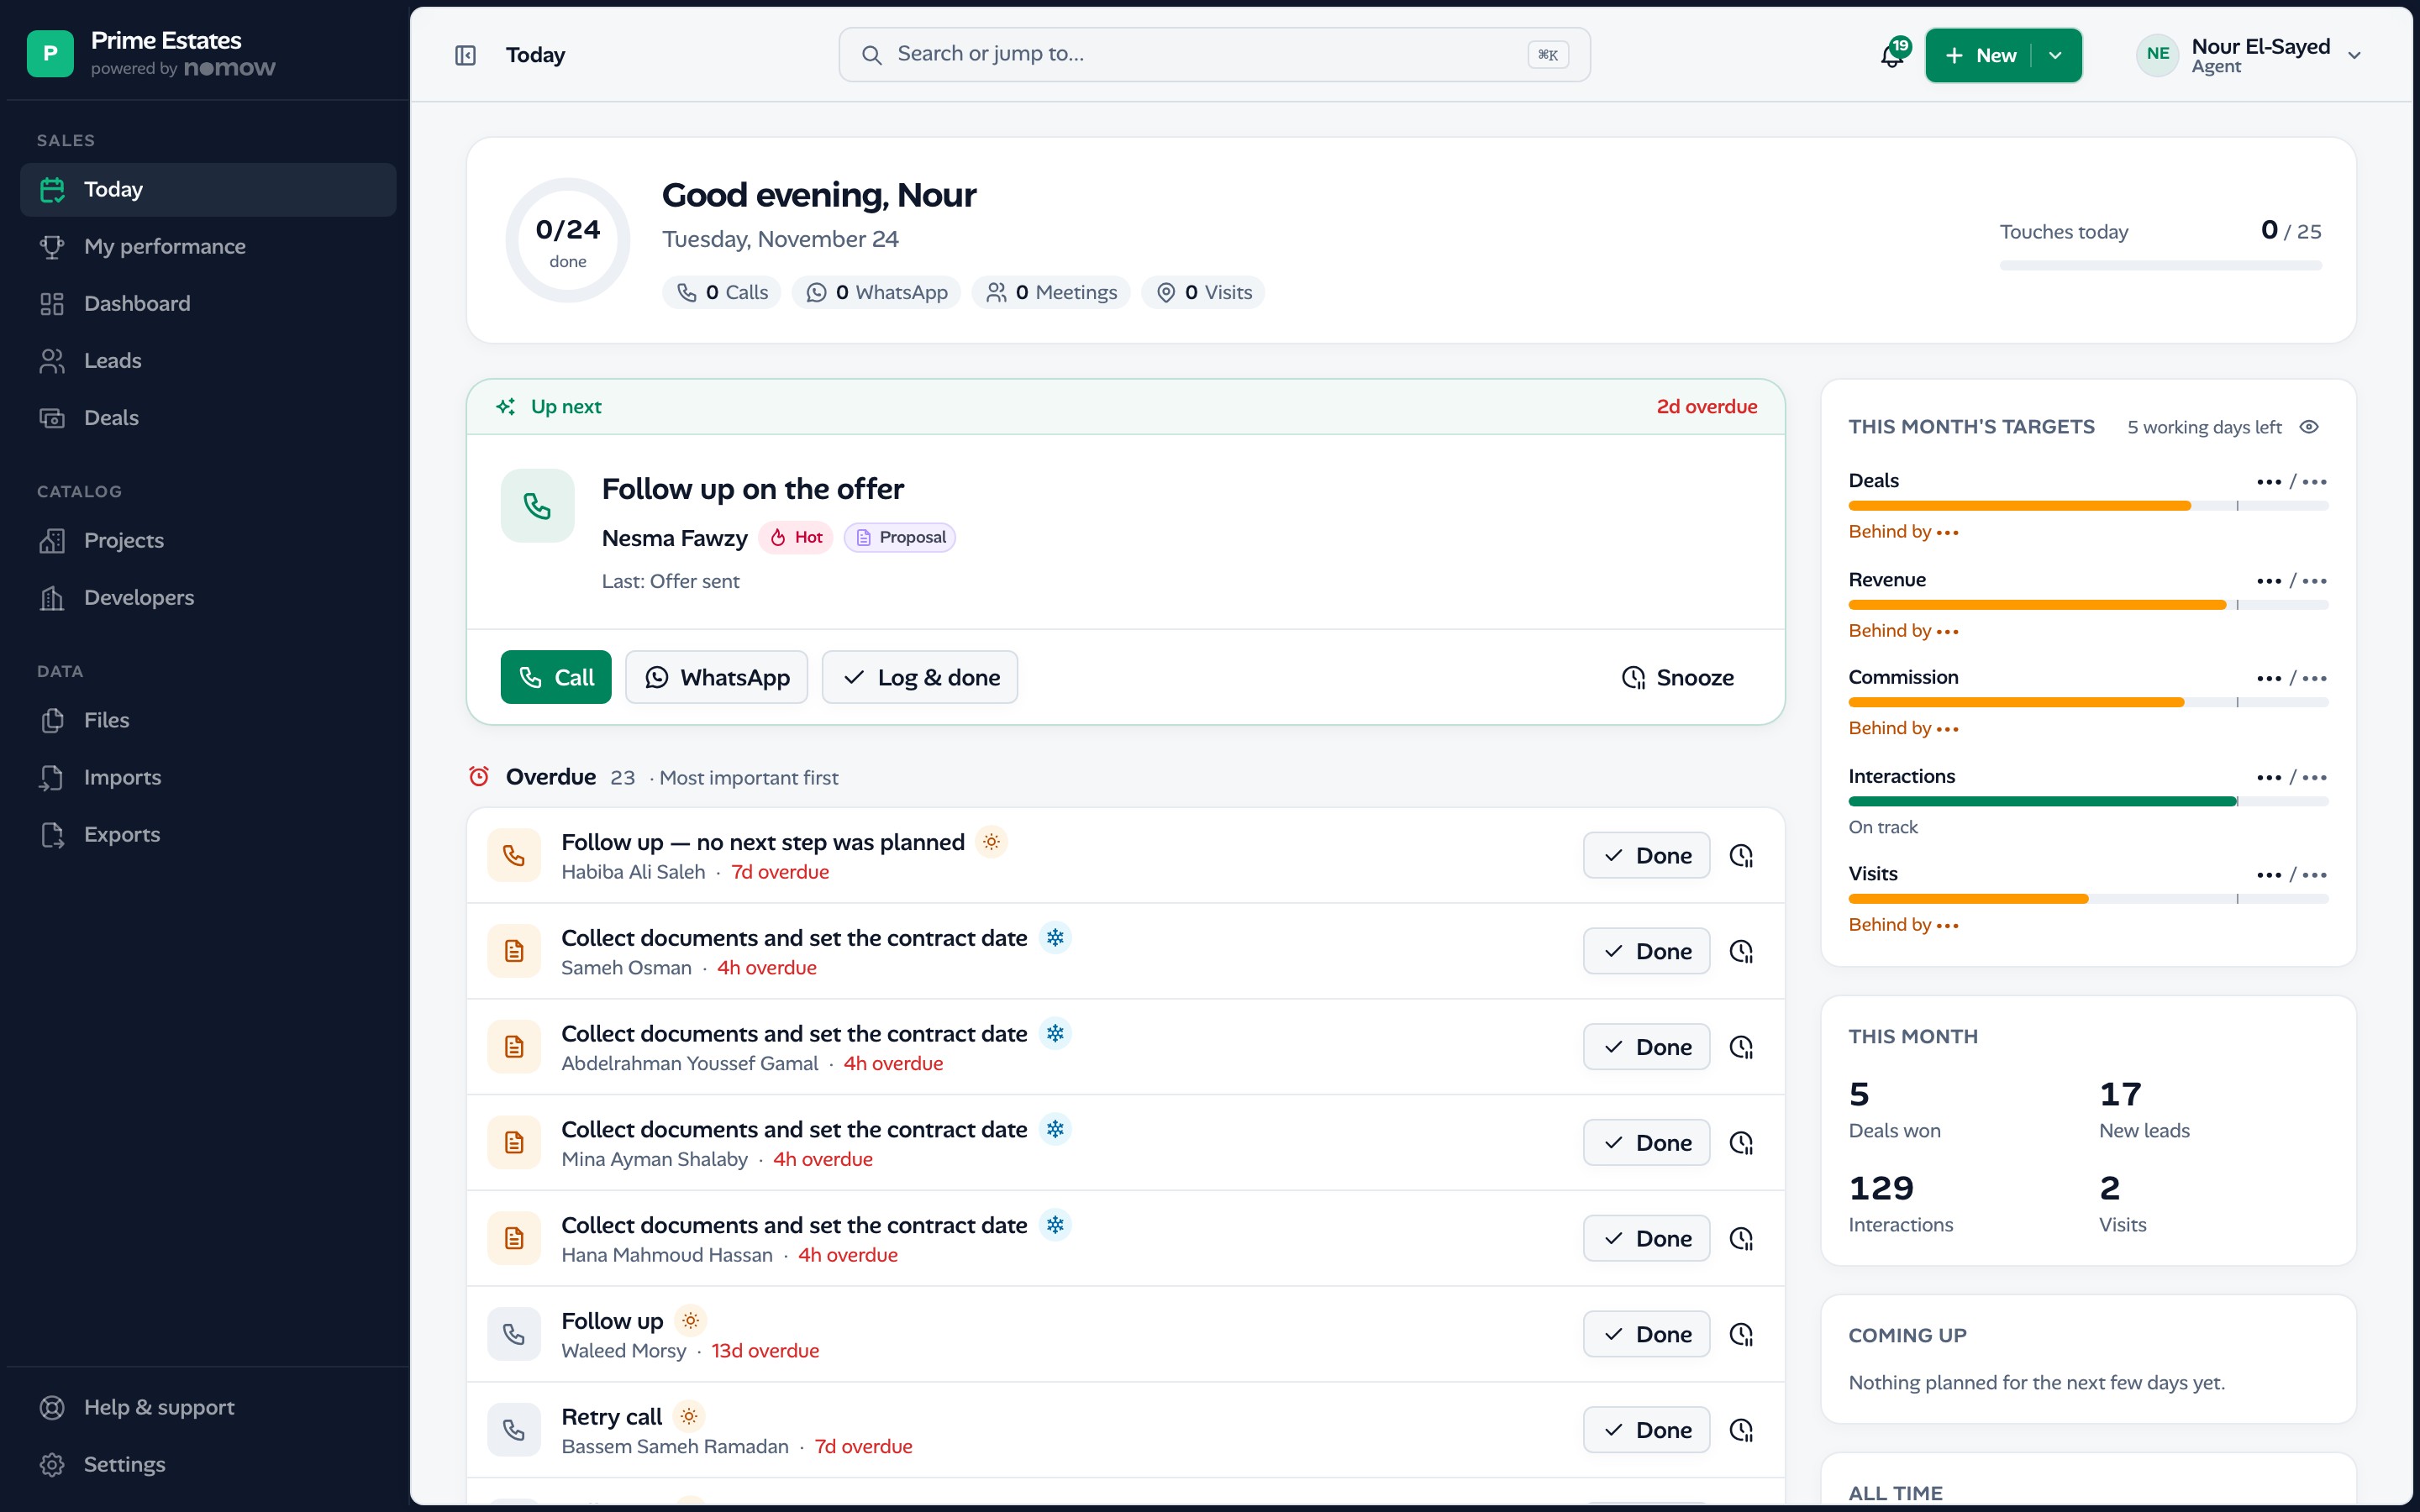 P
Prime Estates
powered by nomow
SALES
Today
My performance
Dashboard
Leads
Deals
CATALOG
Projects
Developers
DATA
Files
Imports
Exports
Help & support
Settings
Today
Search or jump to...
⌘K
19
+ New
NE
Nour El-Sayed
Agent
0/24
done
Good evening, Nour
Tuesday, November 24
0 Calls
0 WhatsApp
0 Meetings
0 Visits
Touches today
0 / 25
Up next
2d overdue
Follow up on the offer
Nesma Fawzy
Hot
Proposal
Last: Offer sent
Call
WhatsApp
Log & done
Snooze
Overdue 23 · Most important first
Follow up — no next step was planned
Habiba Ali Saleh · 7d overdue
Done
Collect documents and set the contract date
Sameh Osman · 4h overdue
Done
Collect documents and set the contract date
Abdelrahman Youssef Gamal · 4h overdue
Done
Collect documents and set the contract date
Mina Ayman Shalaby · 4h overdue
Done
Collect documents and set the contract date
Hana Mahmoud Hassan · 4h overdue
Done
Follow up
Waleed Morsy · 13d overdue
Done
Retry call
Bassem Sameh Ramadan · 7d overdue
Done
THIS MONTH'S TARGETS
5 working days left
Deals
••• / •••
Behind by •••
Revenue
••• / •••
Behind by •••
Commission
••• / •••
Behind by •••
Interactions
••• / •••
On track
Visits
••• / •••
Behind by •••
THIS MONTH
5
Deals won
17
New leads
129
Interactions
2
Visits
COMING UP
Nothing planned for the next few days yet.
ALL TIME